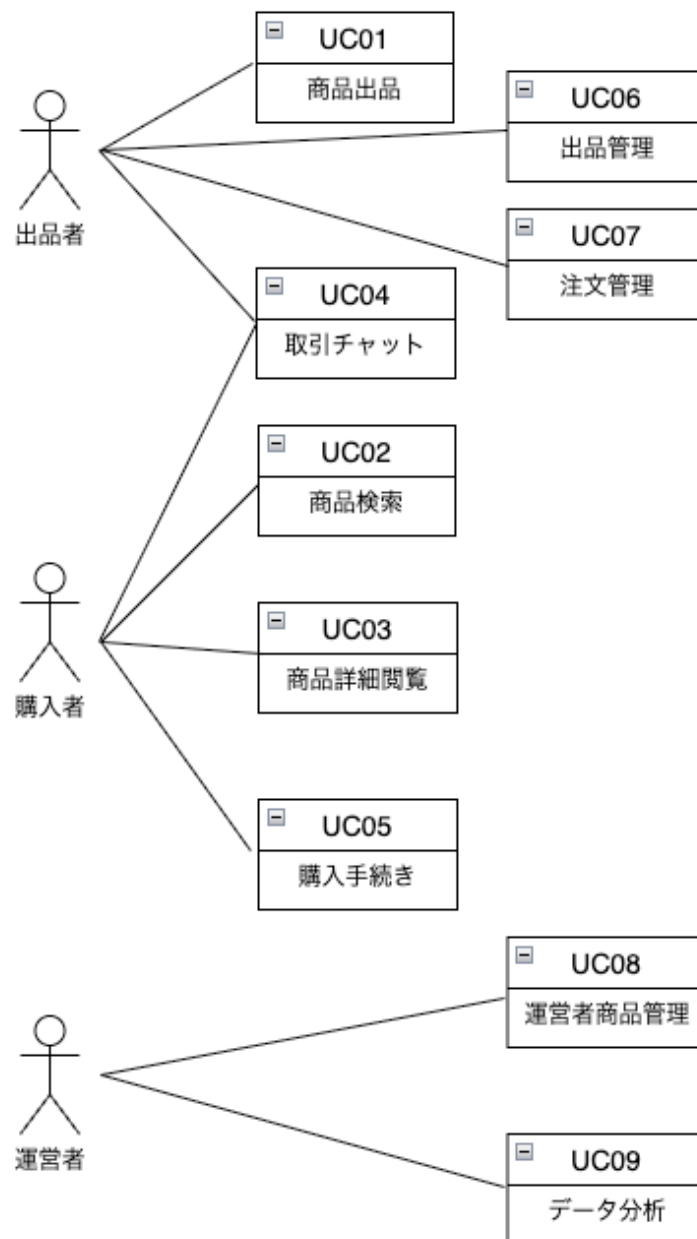 UC01
商品出品
UC06
出品管理
出品者
UC07
注文管理
UC04
取引チャット
UC02
商品検索
UC03
商品詳細閲覧
購入者
UC05
購入手続き
UC08
運営者商品管理
運営者
UC09
データ分析